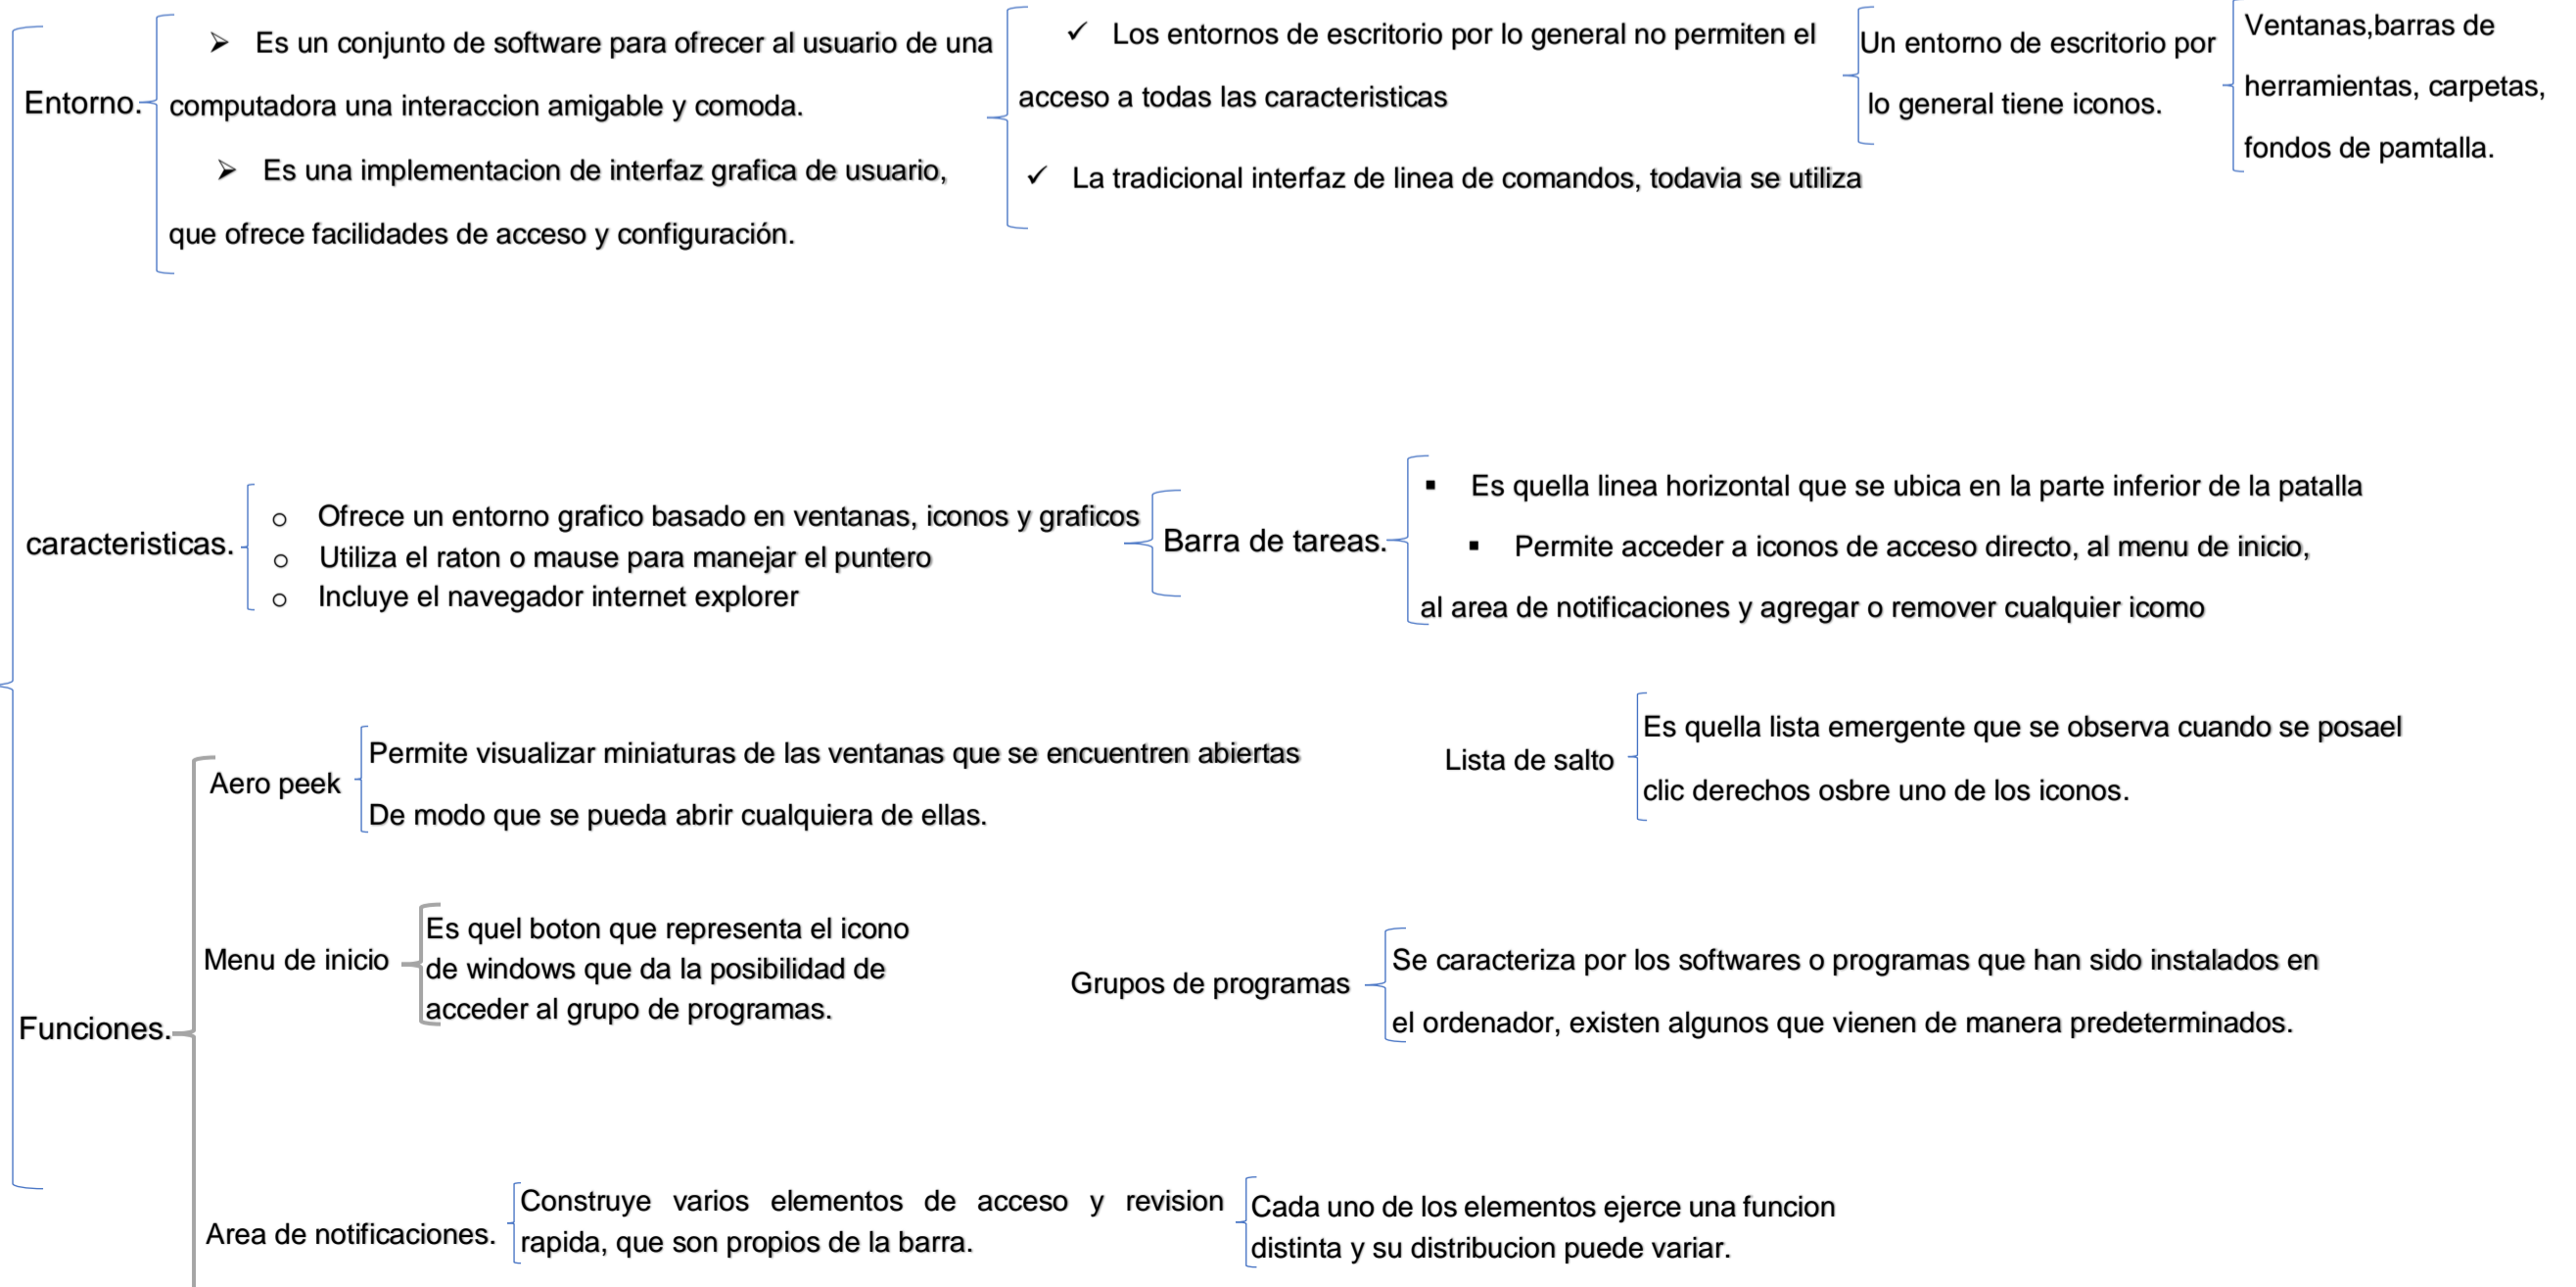 Entorno.
➢ Es un conjunto de software para ofrecer al usuario de una
computadora una interaccion amigable y comoda.
➢ Es una implementacion de interfaz grafica de usuario,
que ofrece facilidades de acceso y configuración.
✓ Los entornos de escritorio por lo general no permiten el
acceso a todas las caracteristicas
✓ La tradicional interfaz de linea de comandos, todavia se utiliza
Un entorno de escritorio por
lo general tiene iconos.
Ventanas,barras de
herramientas, carpetas,
fondos de pamtalla.
caracteristicas.
o Ofrece un entorno grafico basado en ventanas, iconos y graficos
o Utiliza el raton o mause para manejar el puntero
o Incluye el navegador internet explorer
Barra de tareas.
▪ Es quella linea horizontal que se ubica en la parte inferior de la patalla
▪ Permite acceder a iconos de acceso directo, al menu de inicio,
al area de notificaciones y agregar o remover cualquier icomo
Funciones.
Aero peek
Permite visualizar miniaturas de las ventanas que se encuentren abiertas
De modo que se pueda abrir cualquiera de ellas.
Lista de salto
Es quella lista emergente que se observa cuando se posael
clic derechos osbre uno de los iconos.
Menu de inicio
Es quel boton que representa el icono
de windows que da la posibilidad de
acceder al grupo de programas.
Grupos de programas
Se caracteriza por los softwares o programas que han sido instalados en
el ordenador, existen algunos que vienen de manera predeterminados.
Area de notificaciones.
Construye varios elementos de acceso y revision
rapida, que son propios de la barra.
Cada uno de los elementos ejerce una funcion
distinta y su distribucion puede variar.